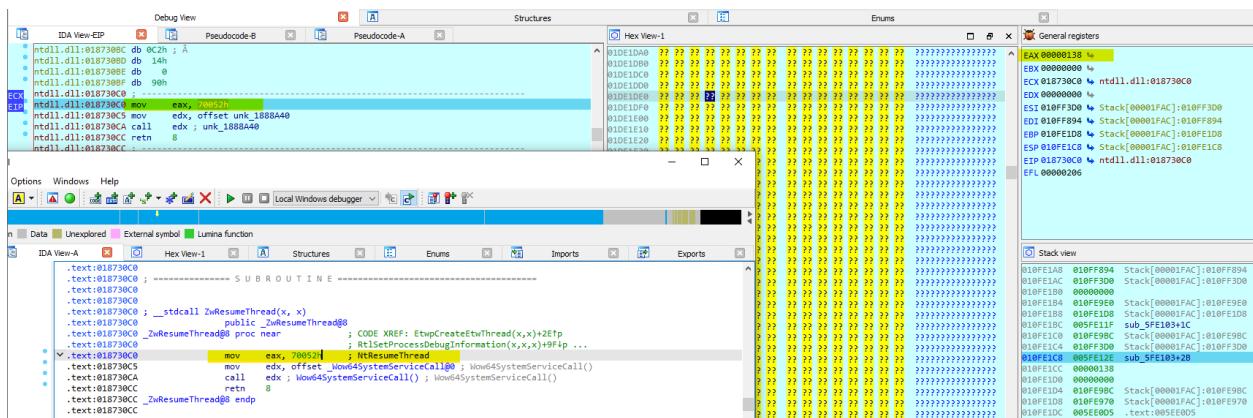 Debug View
Structures
Enums
IDA View-EIP
Pseudocode-B
Pseudocode-A
ntdll.dll:018730BC db 0C2h ; Â
ntdll.dll:018730BD db 14h
ntdll.dll:018730BE db 0
ntdll.dll:018730BF db 90h
ntdll.dll:018730C0 ; ---------------------------------------------------------------
ECX
EIP
ntdll.dll:018730C0 mov eax, 70052h
ntdll.dll:018730C5 mov edx, offset unk_1888A40
ntdll.dll:018730CA call edx ; unk_1888A40
ntdll.dll:018730CC retn 8
ntdll.dll:018730CC ; ---------------------------------------------------------------
Hex View-1
01DE1DA0 ?? ?? ?? ?? ?? ?? ?? ?? ?? ?? ?? ?? ?? ?? ?? ?? ????????????????
01DE1DB0 ?? ?? ?? ?? ?? ?? ?? ?? ?? ?? ?? ?? ?? ?? ?? ?? ????????????????
01DE1DC0 ?? ?? ?? ?? ?? ?? ?? ?? ?? ?? ?? ?? ?? ?? ?? ?? ????????????????
01DE1DD0 ?? ?? ?? ?? ?? ?? ?? ?? ?? ?? ?? ?? ?? ?? ?? ?? ????????????????
01DE1DE0 ?? ?? ?? ?? ?? ?? ?? ?? ?? ?? ?? ?? ?? ?? ?? ?? ????????????????
01DE1DF0 ?? ?? ?? ?? ?? ?? ?? ?? ?? ?? ?? ?? ?? ?? ?? ?? ????????????????
01DE1E00 ?? ?? ?? ?? ?? ?? ?? ?? ?? ?? ?? ?? ?? ?? ?? ?? ????????????????
01DE1E10 ?? ?? ?? ?? ?? ?? ?? ?? ?? ?? ?? ?? ?? ?? ?? ?? ????????????????
01DE1E20 ?? ?? ?? ?? ?? ?? ?? ?? ?? ?? ?? ?? ?? ?? ?? ?? ????????????????
General registers
EAX 00000138
EBX 00000000
ECX 018730C0 ntdll.dll:018730C0
EDX 00000000
ESI 010FF3D0 Stack[00001FAC]:010FF3D0
EDI 010FF894 Stack[00001FAC]:010FF894
EBP 010FE1D8 Stack[00001FAC]:010FE1D8
ESP 010FE1C8 Stack[00001FAC]:010FE1C8
EIP 018730C0 ntdll.dll:018730C0
EFL 00000206
Options Windows Help
Local Windows debugger
Data Unexplored External symbol Lumina function
IDA View-A
Hex View-1
Structures
Enums
Imports
Exports
.text:018730C0
.text:018730C0 ; =============== S U B R O U T I N E =======================================
.text:018730C0
.text:018730C0
.text:018730C0 ; __stdcall ZwResumeThread(x, x)
.text:018730C0 public _ZwResumeThread@8
.text:018730C0 _ZwResumeThread@8 proc near ; CODE XREF: EtwpCreateEtwThread(x,x)+2E↑p
.text:018730C0 ; RtlSetProcessDebugInformation(x,x,x)+9F↓p ...
.text:018730C0 mov eax, 70052h ; NtResumeThread
.text:018730C5 mov edx, offset _Wow64SystemServiceCall@0 ; Wow64SystemServiceCall()
.text:018730CA call edx ; Wow64SystemServiceCall() ; Wow64SystemServiceCall()
.text:018730CC retn 8
.text:018730CC _ZwResumeThread@8 endp
.text:018730CC
Stack view
010FE1A8 010FF894 Stack[00001FAC]:010FF894
010FE1AC 010FF3D0 Stack[00001FAC]:010FF3D0
010FE1B0 00000000
010FE1B4 010FE9E0 Stack[00001FAC]:010FE9E0
010FE1B8 010FE1D8 Stack[00001FAC]:010FE1D8
010FE1BC 005FE11F sub_5FE103+1C
010FE1C0 010FE9BC Stack[00001FAC]:010FE9BC
010FE1C4 010FF3D0 Stack[00001FAC]:010FF3D0
010FE1C8 005FE12E sub_5FE103+2B
010FE1CC 00000138
010FE1D0 00000000
010FE1D4 010FE9BC Stack[00001FAC]:010FE9BC
010FE1D8 010FE970 Stack[00001FAC]:010FE970
010FE1DC 005EE0D5 .text:005EE0D5